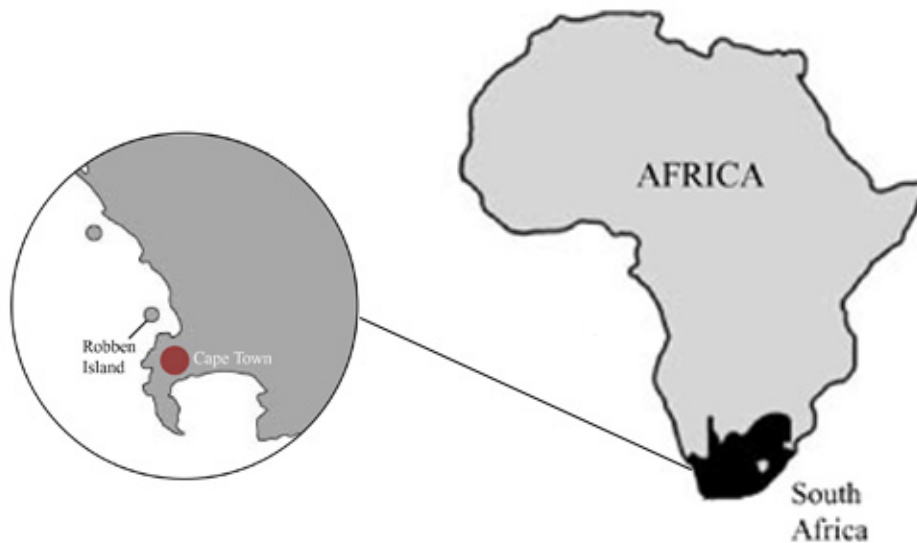 AFRICA
Robben
Island
Cape Town
South
Africa